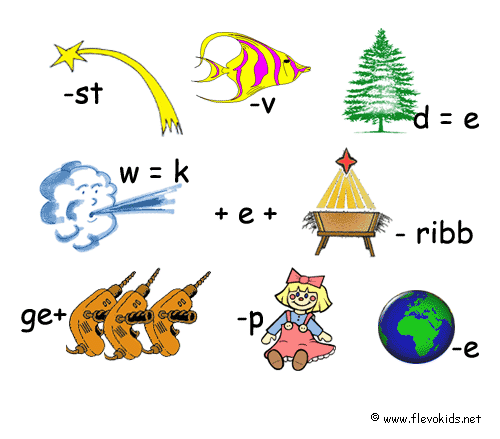 -st
-v
d = e
w = k
+ e +
- ribb
ge+
-p
-e
© www.flevokids.net